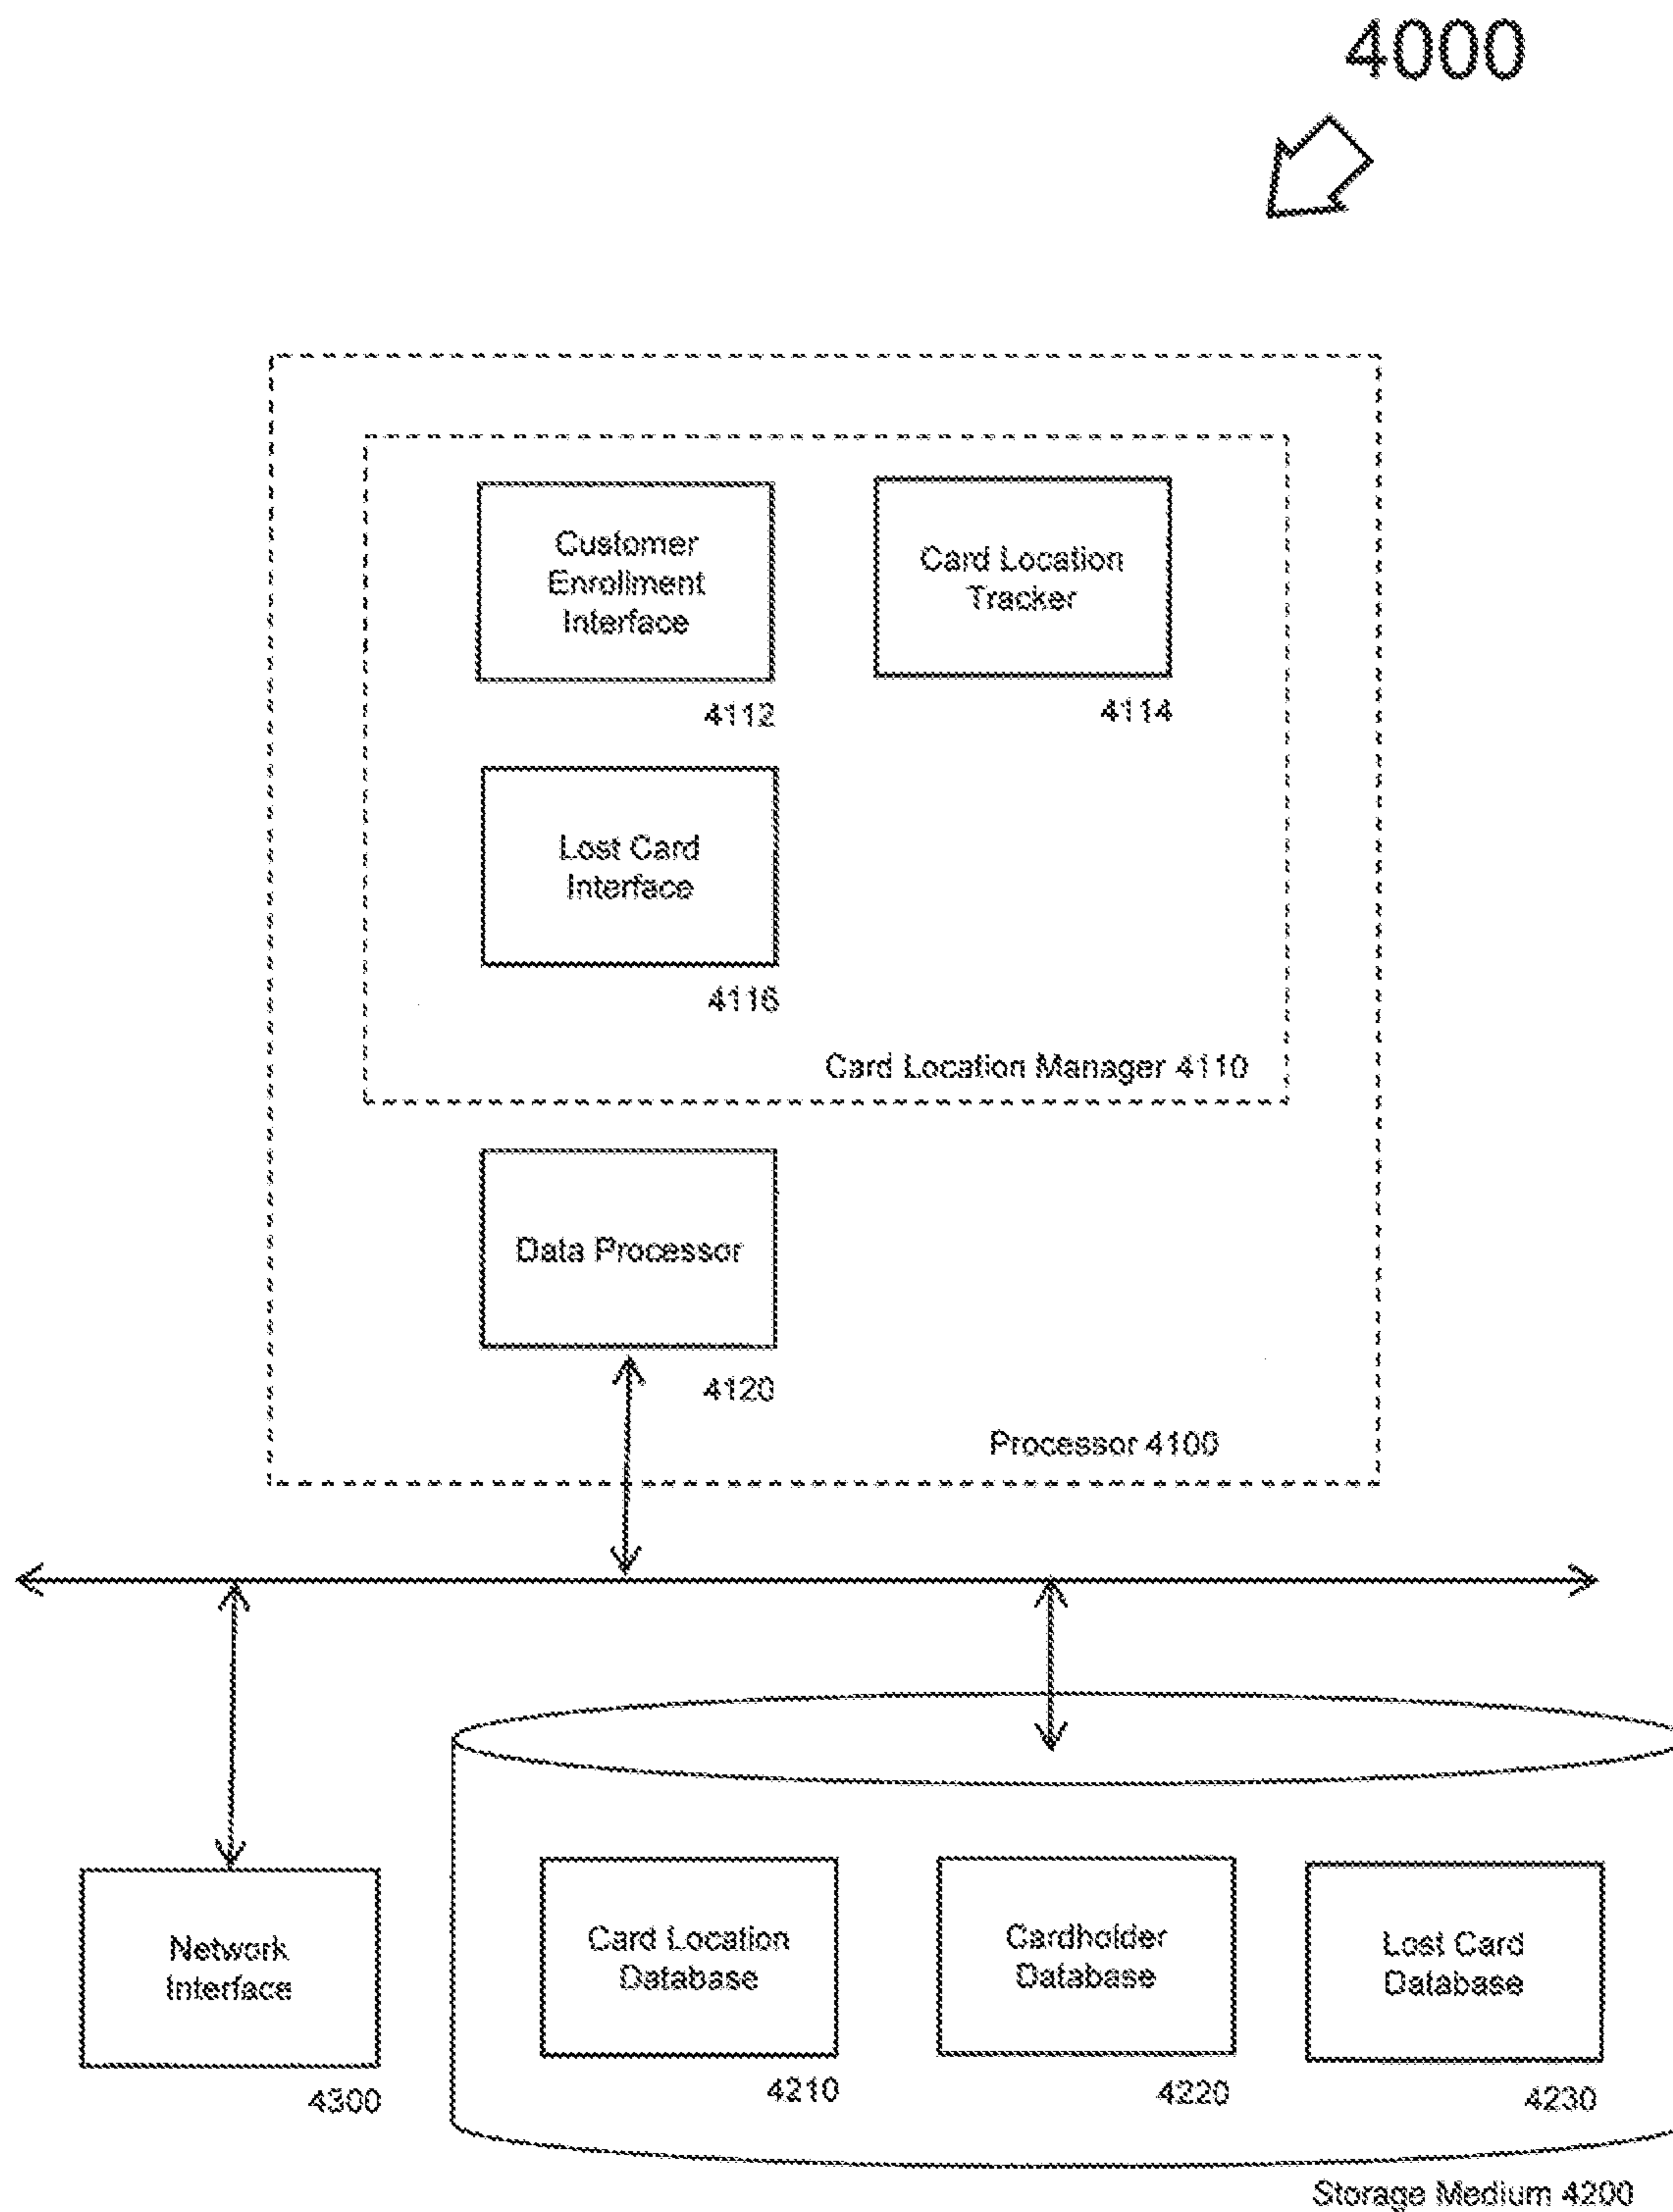 4000
Customer
Enrollment
Interface
4112
Card Location
Tracker
4114
Lost Card
Interface
4116
Card Location Manager 4110
Data Processor
4120
Processor 4100
Network
Interface
4300
Card Location
Database
4210
Cardholder
Database
4220
Lost Card
Database
4230
Storage Medium 4200